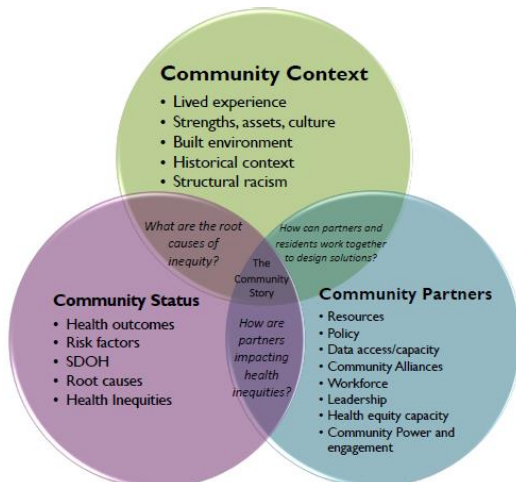 Community Context
• Lived experience
• Strengths, assets, culture
• Built environment
• Historical context
• Structural racism
What are the root
causes of
inequity?
How can partners and
residents work together
to design solutions?
The
Community
Story
Community Status
• Health outcomes
• Risk factors
• SDOH
• Root causes
• Health Inequities
How are
partners
impacting
health
inequities?
Community Partners
• Resources
• Policy
• Data access/capacity
• Community Alliances
• Workforce
• Leadership
• Health equity capacity
• Community Power and
engagement